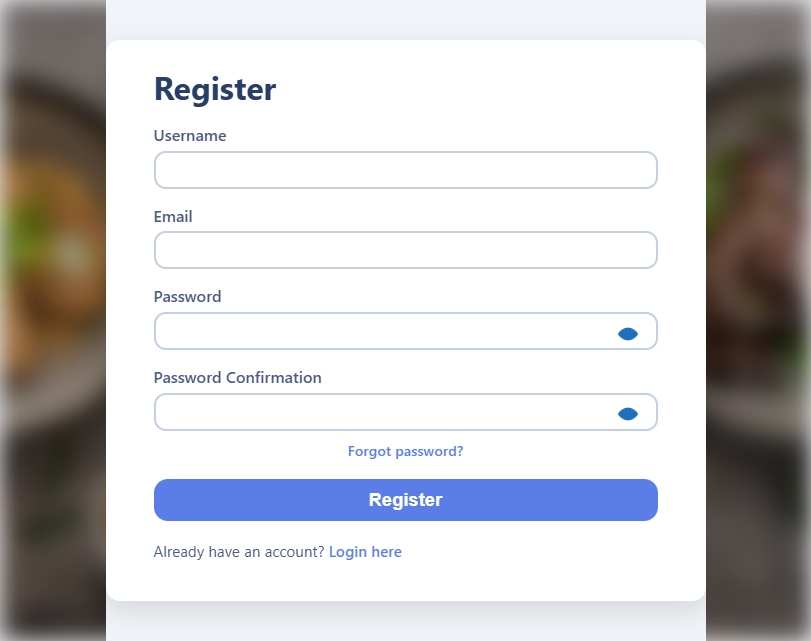 Register
Username
Email
Password
Password Confirmation
Forgot password?
Register
Already have an account? Login here